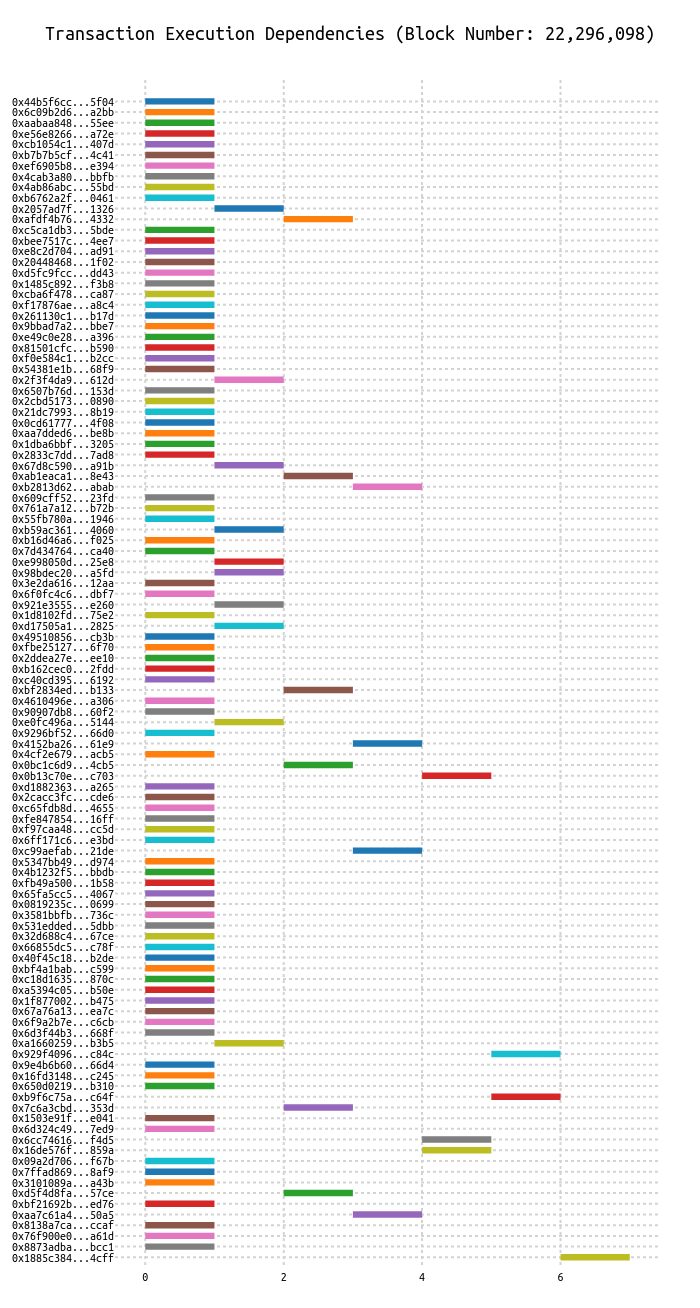 Transaction Execution Dependencies (Block Number: 22,296,098)
0x44b5f6cc...5f04
0x6c09b2d6...a2bb
0xaabaa848...55ee
0xe56e8266...a72e
0xcb1054c1...407d
0xb7b7b5cf...4c41
0xef6905b8...e394
0x4cab3a80...bbfb
0x4ab86abc...55bd
0xb6762a2f...0461
0x2057ad7f...1326
0xafdf4b76...4332
0xc5ca1db3...5bde
0xbee7517c...4ee7
0xe8c2d704...ad91
0x20448468...1f02
0xd5fc9fcc...dd43
0x1485c892...f3b8
0xcba6f478...ca87
0xf17876ae...a8c4
0x261130c1...b17d
0x9bbad7a2...bbe7
0xe49c0e28...a396
0x81501cfc...b590
0xf0e584c1...b2cc
0x54381e1b...68f9
0x2f3f4da9...612d
0x6507b76d...153d
0x2cbd5173...0890
0x21dc7993...8b19
0x0cd61777...4f08
0xaa7dded6...be8b
0x1dba6bbf...3205
0x2833c7dd...7ad8
0x67d8c590...a91b
0xab1eaca1...8e43
0xb2813d62...abab
0x609cff52...23fd
0x761a7a12...b72b
0x55fb780a...1946
0xb59ac361...4060
0xb16d46a6...f025
0x7d434764...ca40
0xe998050d...25e8
0x98bdec20...a5fd
0x3e2da616...12aa
0x6f0fc4c6...dbf7
0x921e3555...e260
0x1d8102fd...75e2
0xd17505a1...2825
0x49510856...cb3b
0xfbe25127...6f70
0x2ddea27e...ee10
0xb162cec0...2fdd
0xc40cd395...6192
0xbf2834ed...b133
0x4610496e...a306
0x90907db8...60f2
0xe0fc496a...5144
0x9296bf52...66d0
0x4152ba26...61e9
0x4cf2e679...acb5
0x0bc1c6d9...4cb5
0x0b13c70e...c703
0xd1882363...a265
0x2cacc3fc...cde6
0xc65fdb8d...4655
0xfe847854...16ff
0xf97caa48...cc5d
0x6ff171c6...e3bd
0xc99aefab...21de
0x5347bb49...d974
0x4b1232f5...bbdb
0xfb49a500...1b58
0x65fa5cc5...4067
0x0819235c...0699
0x3581bbfb...736c
0x531edded...5dbb
0x32d688c4...67ce
0x66855dc5...c78f
0x40f45c18...b2de
0xbf4a1bab...c599
0xc18d1635...870c
0xa5394c05...b50e
0x1f877002...b475
0x67a76a13...ea7c
0x6f9a2b7e...c6cb
0x6d3f44b3...668f
0xa1660259...b3b5
0x929f4096...c84c
0x9e4b6b60...66d4
0x16fd3148...c245
0x650d0219...b310
0xb9f6c75a...c64f
0x7c6a3cbd...353d
0x1503e91f...e041
0x6d324c49...7ed9
0x6cc74616...f4d5
0x16de576f...859a
0x09a2d706...f67b
0x7ffad869...8af9
0x3101089a...a43b
0xd5f4d8fa...57ce
0xbf21692b...ed76
0xaa7c61a4...50a5
0x8138a7ca...ccaf
0x76f900e0...a61d
0x8873adba...bcc1
0x1885c384...4cff
0 2 4 6